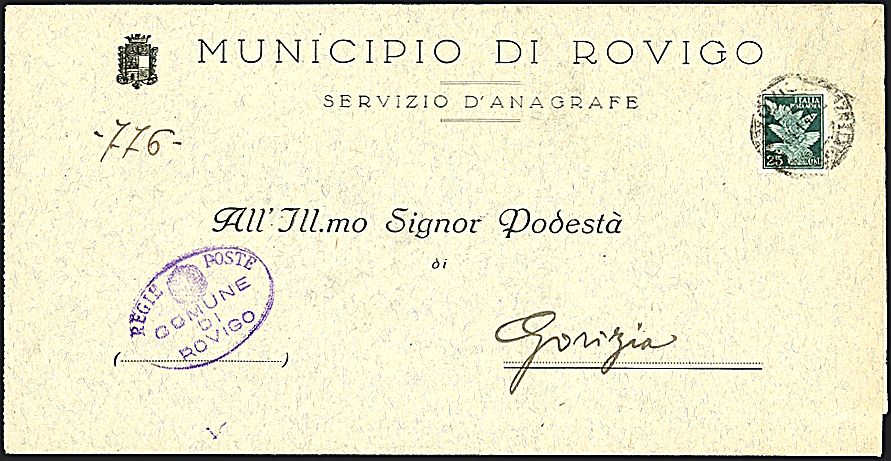 MUNICIPIO DI ROVIGO
SERVIZIO D'ANAGRAFE
-776-
ITALIA
25 CENTESIMI
All'Ill.mo Signor Podestà
di
Gorizia
REGIE POSTE
COMUNE
DI
ROVIGO
(                    )